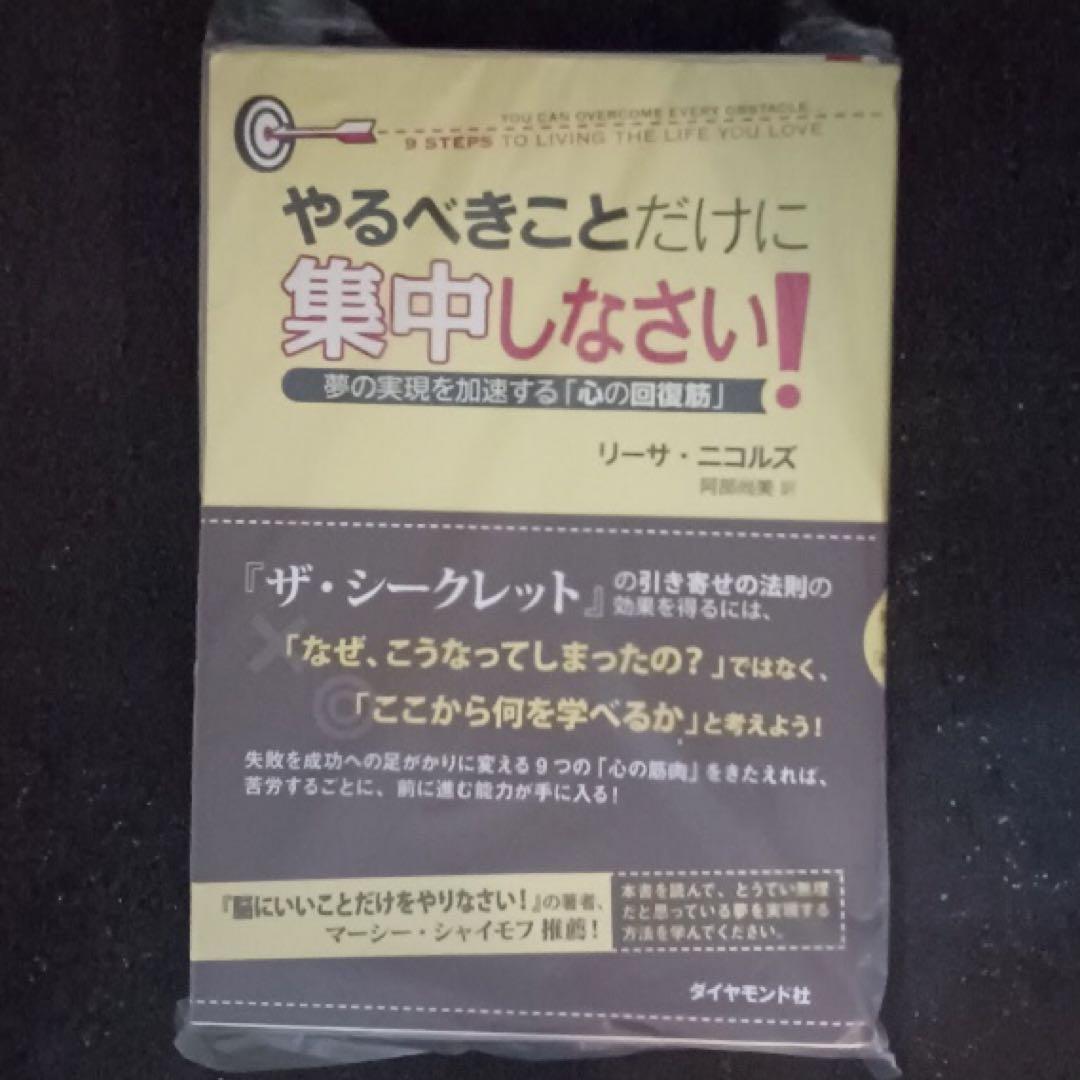 YOU CAN OVERCOME EVERY OBSTACLE
9 STEPS TO LIVING THE LIFE YOU LOVE
やるべきことだけに
集中しなさい!
夢の実現を加速する「心の回復筋」
リーサ・ニコルズ
阿部尚美 訳
『ザ・シークレット』の引き寄せの法則の
効果を得るには、
「なぜ、こうなってしまったの?」ではなく、
「ここから何を学べるか」と考えよう!
失敗を成功への足がかりに変える9つの「心の筋肉」をきたえれば、
苦労するごとに、前に進む能力が手に入る!
『脳にいいことだけをやりなさい!』の著者、
マーシー・シャイモフ 推薦!
本書を読んで、とうてい無理
だと思っている夢を実現する
方法を学んでください。
ダイヤモンド社